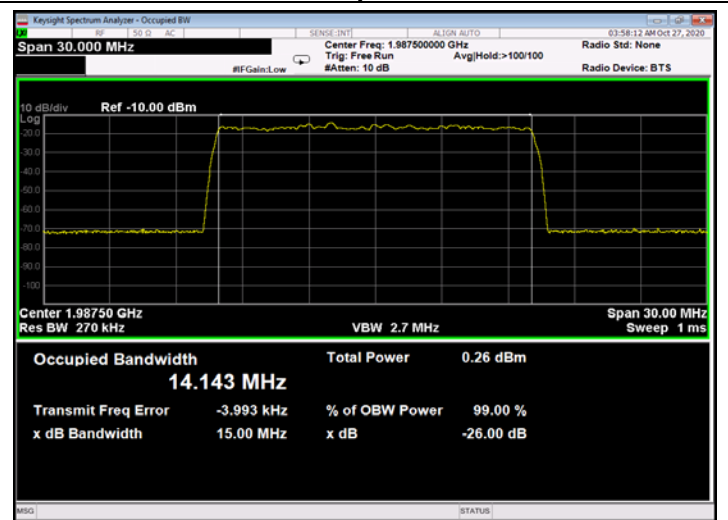 Keysight Spectrum Analyzer - Occupied BW
RF 50 Ω AC SENSE:INT ALIGN AUTO 03:58:12 AM Oct 27, 2020
Span 30.000 MHz Center Freq: 1.987500000 GHz Radio Std: None
Trig: Free Run Avg|Hold:>100/100
#IFGain:Low #Atten: 10 dB Radio Device: BTS
10 dB/div Ref -10.00 dBm
Log
-20.0
-30.0
-40.0
-50.0
-60.0
-70.0
-80.0
-90.0
-100
Center 1.98750 GHz Span 30.00 MHz
Res BW 270 kHz VBW 2.7 MHz Sweep 1 ms
Occupied Bandwidth Total Power 0.26 dBm
14.143 MHz
Transmit Freq Error -3.993 kHz % of OBW Power 99.00 %
x dB Bandwidth 15.00 MHz x dB -26.00 dB
MSG STATUS